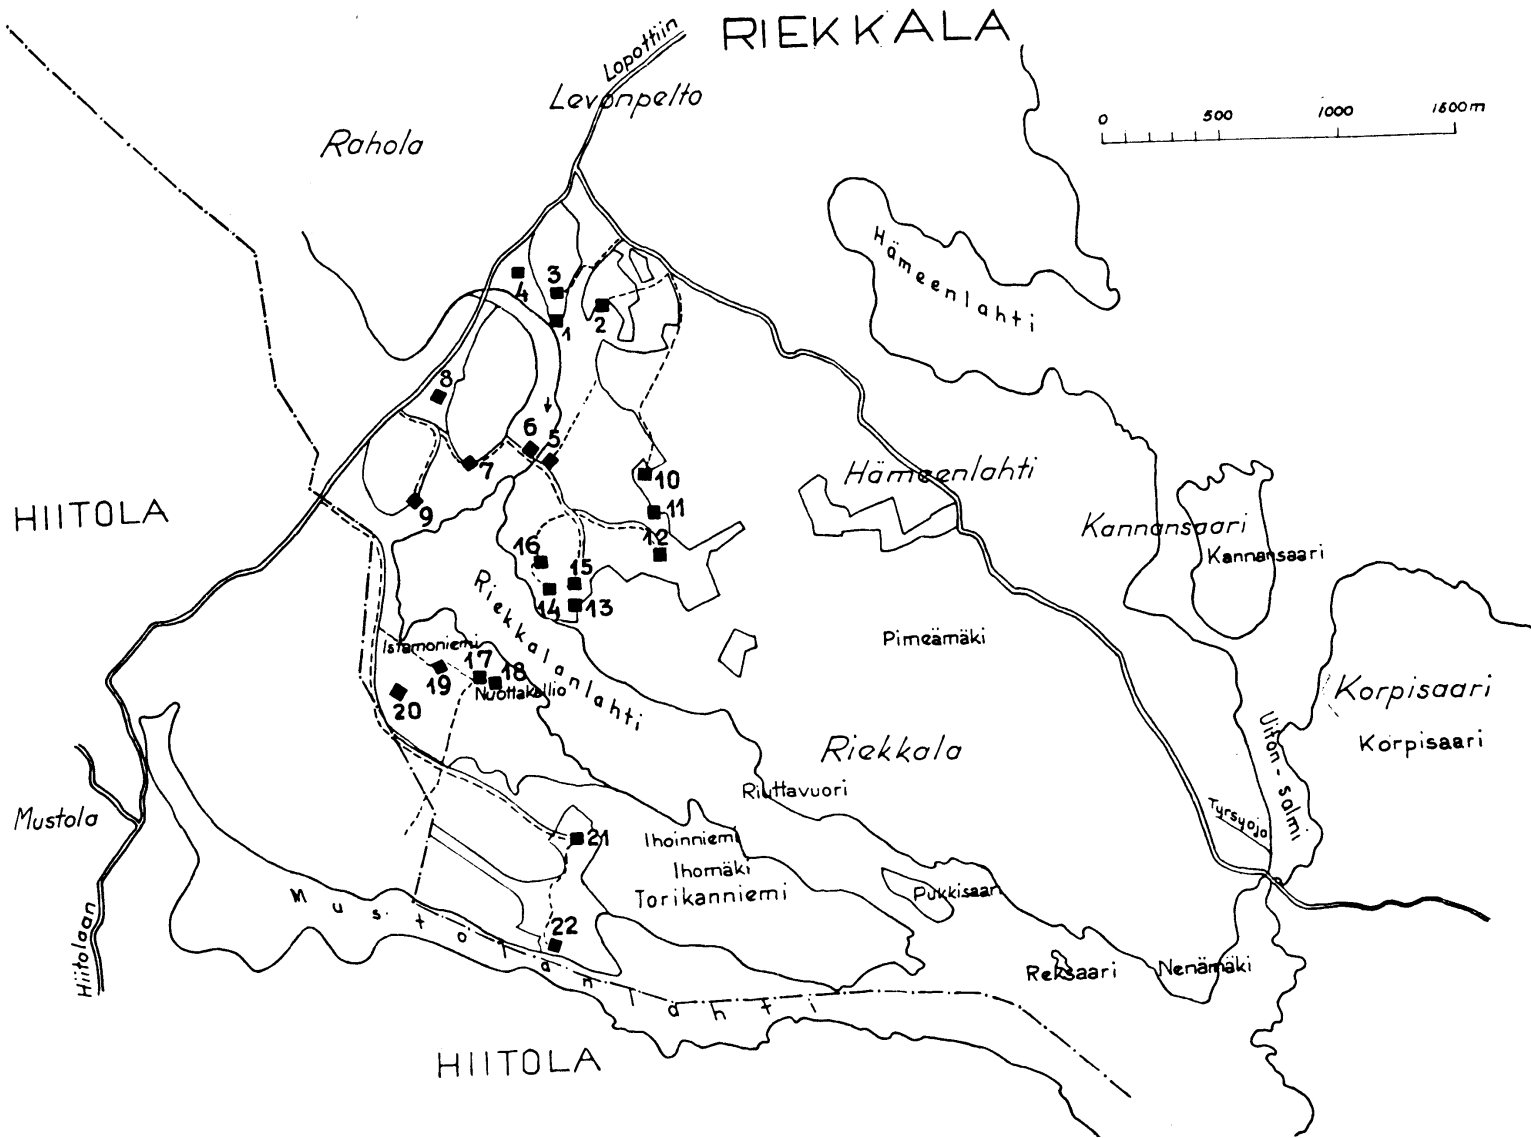 RIEKKALA
Lopottiin
Levonpelto
0 500 1000 1500m
Rahola
Hämeenlahti
3
4
1
2
8
6
5
7
10
9
11
12
Hämeenlahti
Kannansaari
Kannansaari
HIITOLA
16
15
14
13
Riekkalanlahti
Pimeämäki
Istamoniemi
17
18
19
Nuottakallio
20
Korpisaari
Korpisaari
Uiton-salmi
Riekkala
Riuttavuori
Tyrsyoja
Mustola
21
Ihoinniemi
Ihomäki
Torikanniemi
Pukkisaari
Mustolanlahti
22
Hiitolaan
Reksaari
Nenämäki
HIITOLA